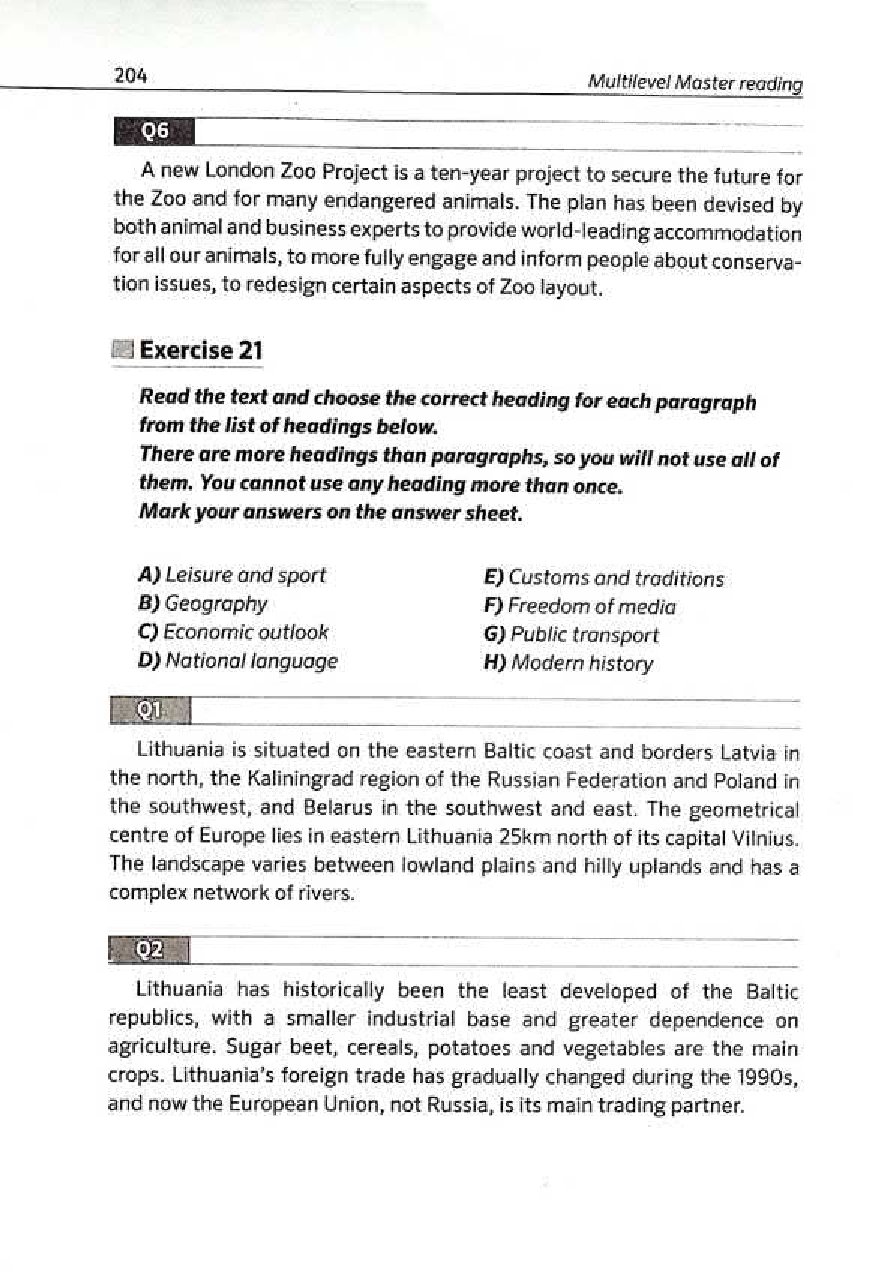 204
Multilevel Master reading
Q6
A new London Zoo Project is a ten-year project to secure the future for
the Zoo and for many endangered animals. The plan has been devised by
both animal and business experts to provide world-leading accommodation
for all our animals, to more fully engage and inform people about conserva-
tion issues, to redesign certain aspects of Zoo layout.
Exercise 21
Read the text and choose the correct heading for each paragraph
from the list of headings below.
There are more headings than paragraphs, so you will not use all of
them. You cannot use any heading more than once.
Mark your answers on the answer sheet.
A) Leisure and sport
B) Geography
C) Economic outlook
D) National language
E) Customs and traditions
F) Freedom of media
G) Public transport
H) Modern history
Q1
Lithuania is situated on the eastern Baltic coast and borders Latvia in
the north, the Kaliningrad region of the Russian Federation and Poland in
the southwest, and Belarus in the southwest and east. The geometrical
centre of Europe lies in eastern Lithuania 25km north of its capital Vilnius.
The landscape varies between lowland plains and hilly uplands and has a
complex network of rivers.
Q2
Lithuania has historically been the least developed of the Baltic
republics, with a smaller industrial base and greater dependence on
agriculture. Sugar beet, cereals, potatoes and vegetables are the main
crops. Lithuania's foreign trade has gradually changed during the 1990s,
and now the European Union, not Russia, is its main trading partner.